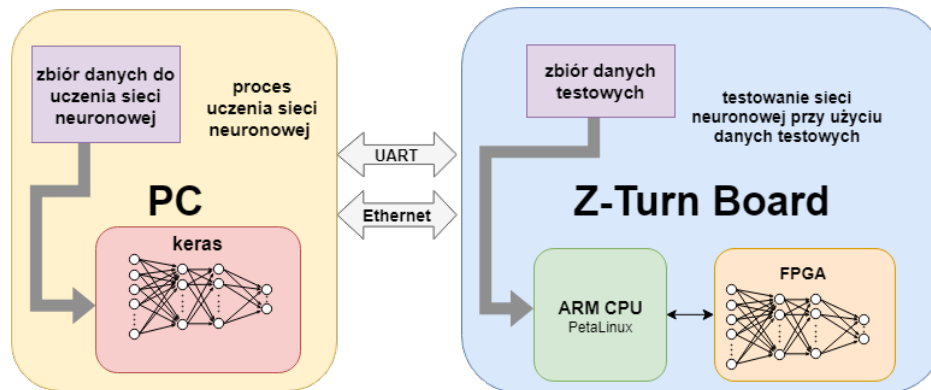 zbiór danych do
uczenia sieci
neuronowej
proces
uczenia sieci
neuronowej
PC
keras
UART
Ethernet
zbiór danych
testowych
testowanie sieci
neuronowej przy użyciu
danych testowych
Z-Turn Board
ARM CPU
PetaLinux
FPGA